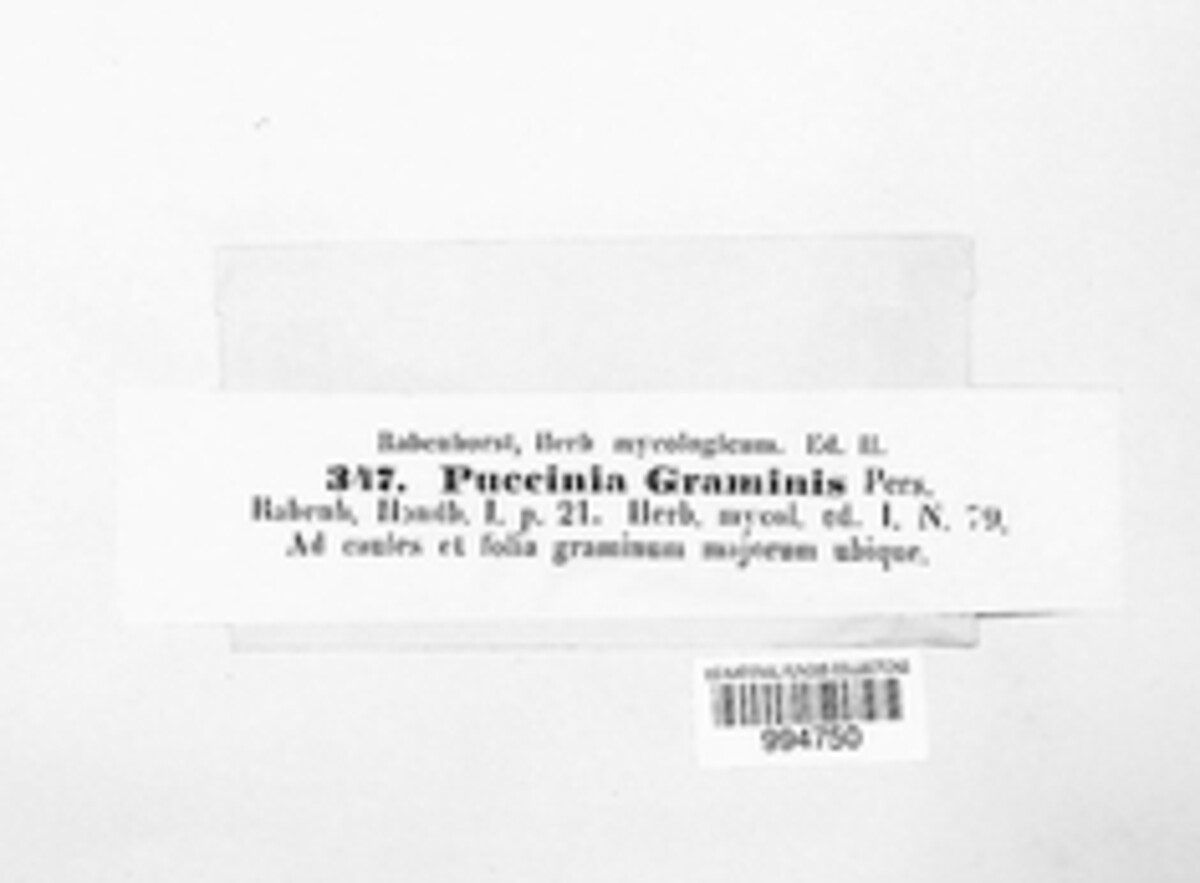 Rabenhorst, Herb mycologicum. Ed. II.
347. Puccinia Graminis Pers.
Rabenh. Handb. I. p. 21. Herb. mycol. ed. I. N. 79.
Ad caules et folia graminum majorum ubique.
994750